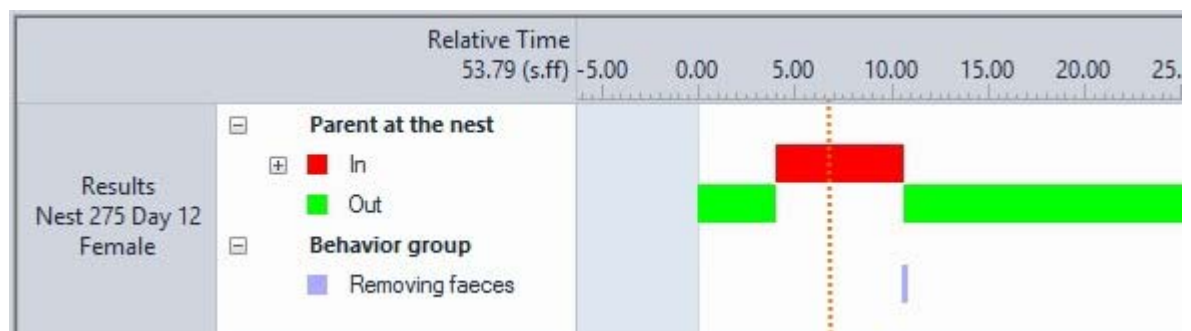 Relative Time
53.79 (s.ff) -5.00 0.00 5.00 10.00 15.00 20.00 25.
Parent at the nest
In
Out
Results
Nest 275 Day 12
Female
Behavior group
Removing faeces